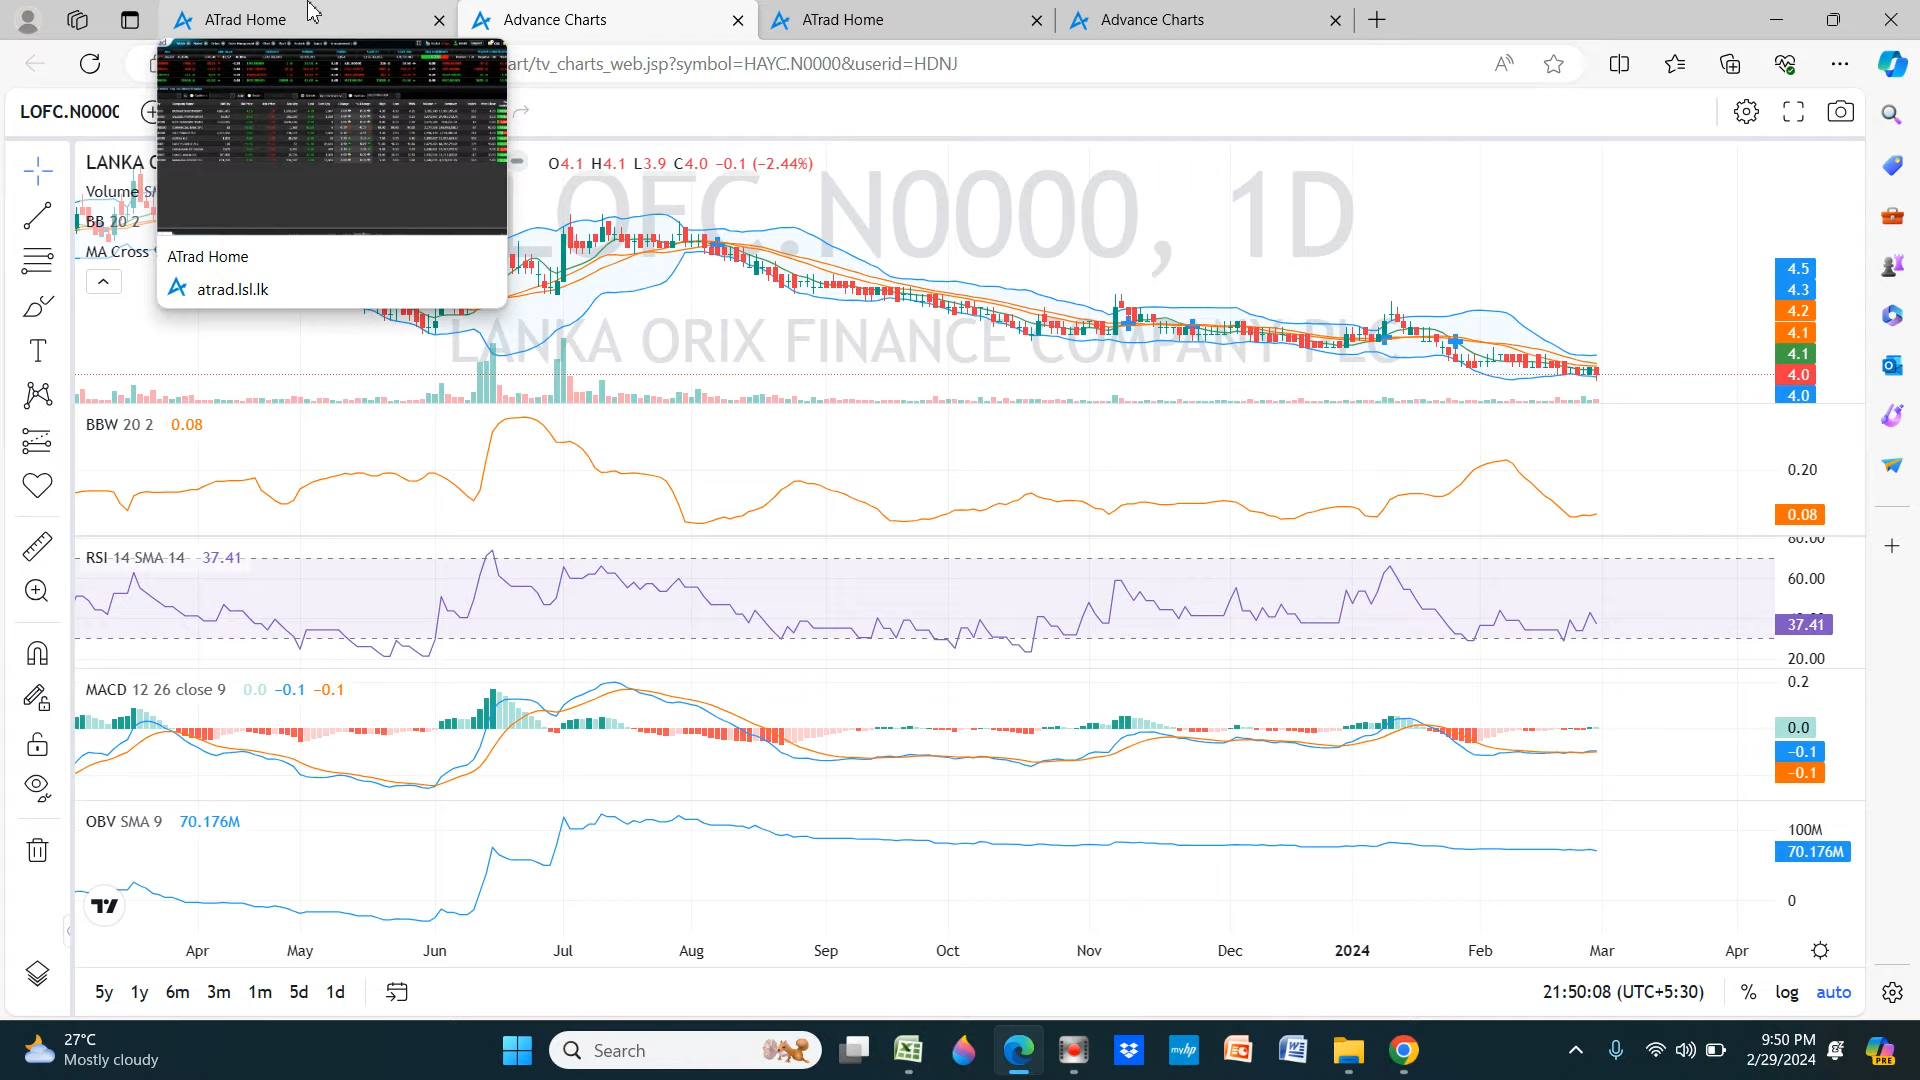 ATrad Home
Advance Charts
ATrad Home
Advance Charts
art/tv_charts_web.jsp?symbol=HAYC.N0000&userid=HDNJ
LOFC.N0000
LANKA
O4.1 H4.1 L3.9 C4.0 −0.1 (−2.44%)
Volume
BB 20 2
MA Cross
ATrad Home
atrad.lsl.lk
LOFC.N0000, 1D
LANKA ORIX FINANCE COMPANY PLC
4.5
4.3
4.2
4.1
4.1
4.0
4.0
BBW 20 2 0.08
0.20
0.08
80.00
RSI 14 SMA 14 37.41
60.00
37.41
20.00
MACD 12 26 close 9 0.0 −0.1 −0.1
0.2
0.0
−0.1
−0.1
OBV SMA 9 70.176M
100M
70.176M
0
Apr May Jun Jul Aug Sep Oct Nov Dec 2024 Feb Mar Apr
5y 1y 6m 3m 1m 5d 1d
21:50:08 (UTC+5:30) % log auto
27°C
Mostly cloudy
Search
myhp
9:50 PM
2/29/2024
PRE